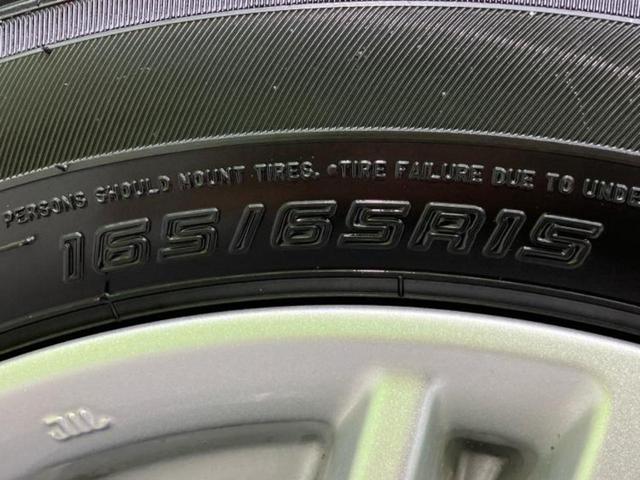 PERSONS SHOULD MOUNT TIRES. •TIRE FAILURE DUE TO UNDE
165/65R15